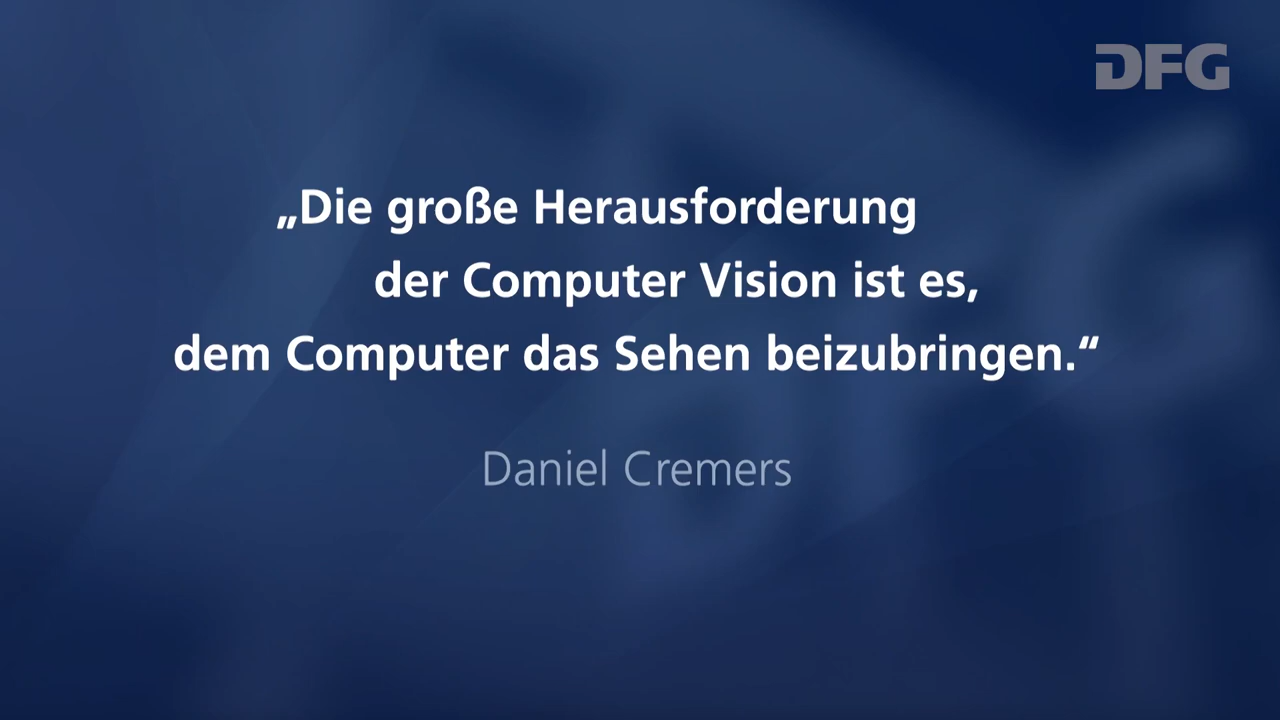 DFG
„Die große Herausforderung
der Computer Vision ist es,
dem Computer das Sehen beizubringen.“
Daniel Cremers